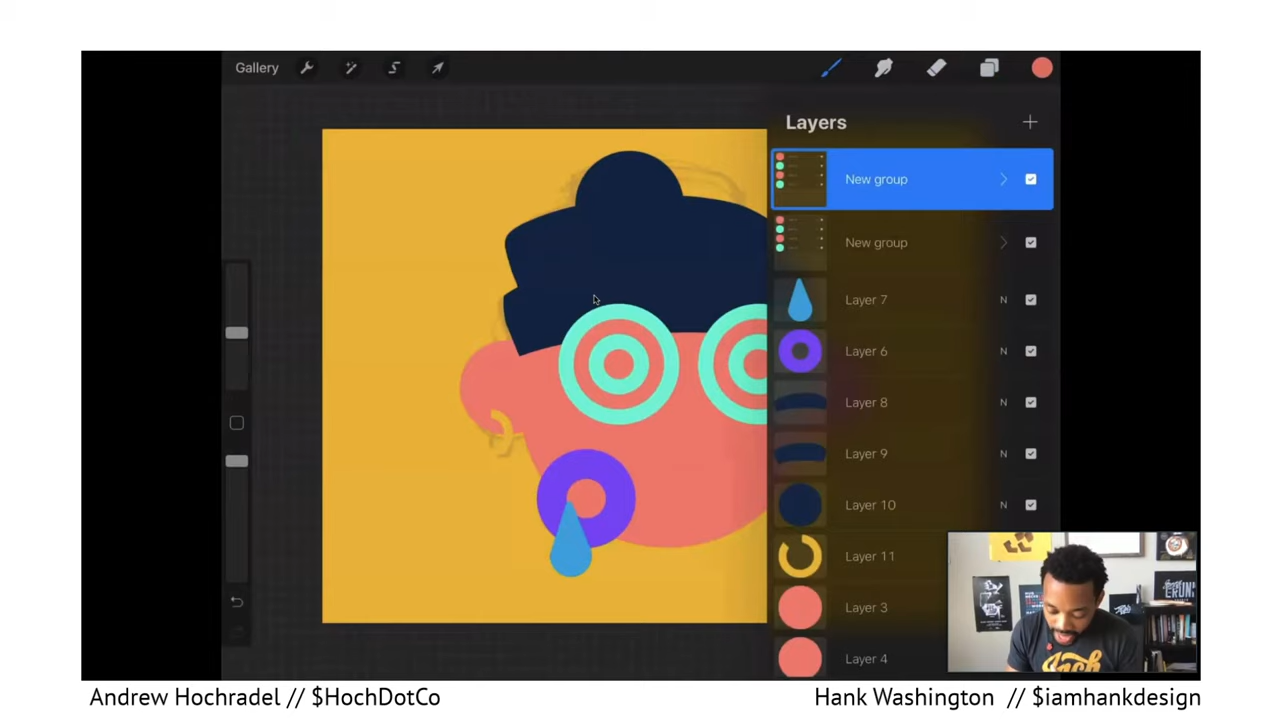 Gallery
Layers
New group
New group
Layer 7
N
Layer 6
N
Layer 8
N
Layer 9
N
Layer 10
N
Layer 11
Layer 3
Layer 4
Andrew Hochradel // $HochDotCo
Hank Washington // $iamhankdesign